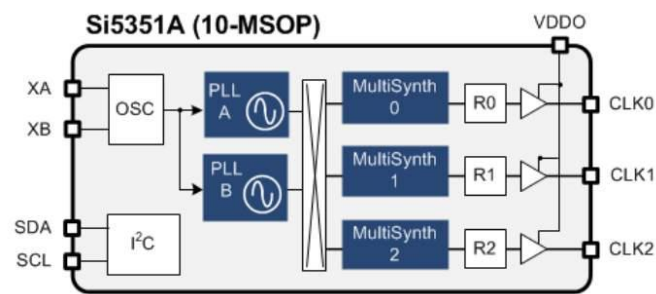 Si5351A (10-MSOP)
VDDO
XA
XB
OSC
PLL
A
PLL
B
MultiSynth
0
R0
CLK0
MultiSynth
1
R1
CLK1
MultiSynth
2
R2
CLK2
SDA
SCL
I²C